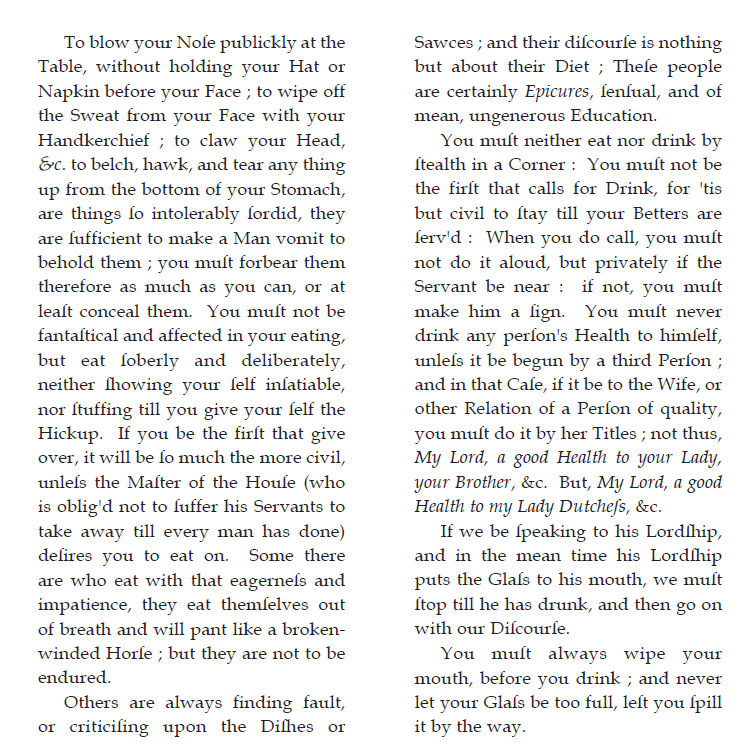 To blow your Noſe publickly at the
Table, without holding your Hat or
Napkin before your Face ; to wipe off
the Sweat from your Face with your
Handkerchief ; to claw your Head,
&c. to belch, hawk, and tear any thing
up from the bottom of your Stomach,
are things ſo intolerably ſordid, they
are ſufficient to make a Man vomit to
behold them ; you muſt forbear them
therefore as much as you can, or at
leaſt conceal them.  You muſt not be
fantaſtical and affected in your eating,
but eat ſoberly and deliberately,
neither ſhowing your ſelf inſatiable,
nor ſtuffing till you give your ſelf the
Hickup.  If you be the firſt that give
over, it will be ſo much the more civil,
unleſs the Maſter of the Houſe (who
is oblig'd not to ſuffer his Servants to
take away till every man has done)
deſires you to eat on.  Some there
are who eat with that eagerneſs and
impatience, they eat themſelves out
of breath and will pant like a broken-
winded Horſe ; but they are not to be
endured.
Others are always finding fault,
or criticiſing upon the Diſhes or
Sawces ; and their diſcourſe is nothing
but about their Diet ; Theſe people
are certainly Epicures, ſenſual, and of
mean, ungenerous Education.
You muſt neither eat nor drink by
ſtealth in a Corner :  You muſt not be
the firſt that calls for Drink, for 'tis
but civil to ſtay till your Betters are
ſerv'd :  When you do call, you muſt
not do it aloud, but privately if the
Servant be near :  if not, you muſt
make him a ſign.  You muſt never
drink any perſon's Health to himſelf,
unleſs it be begun by a third Perſon ;
and in that Caſe, if it be to the Wife, or
other Relation of a Perſon of quality,
you muſt do it by her Titles ; not thus,
My Lord, a good Health to your Lady,
your Brother, &c.  But, My Lord, a good
Health to my Lady Dutcheſs, &c.
If we be ſpeaking to his Lordſhip,
and in the mean time his Lordſhip
puts the Glaſs to his mouth, we muſt
ſtop till he has drunk, and then go on
with our Diſcourſe.
You muſt always wipe your
mouth, before you drink ; and never
let your Glaſs be too full, leſt you ſpill
it by the way.